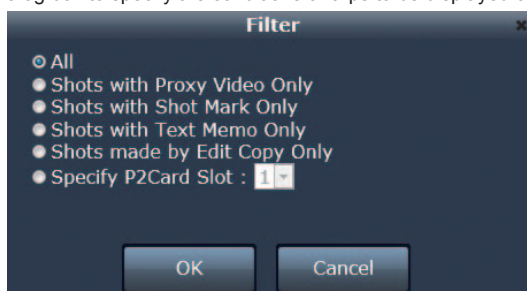 Filter
All
Shots with Proxy Video Only
Shots with Shot Mark Only
Shots with Text Memo Only
Shots made by Edit Copy Only
Specify P2Card Slot : 1
OK Cancel